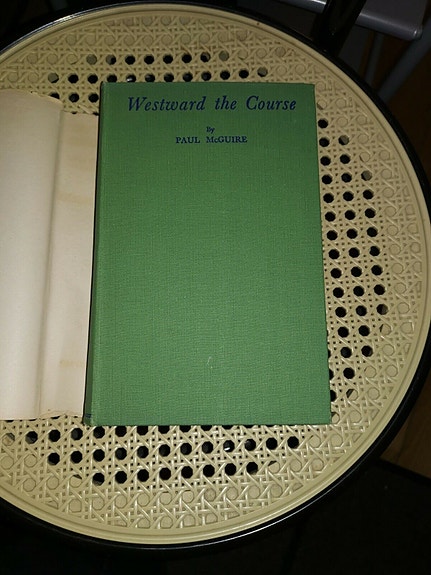 Westward the Course
By
PAUL McGUIRE